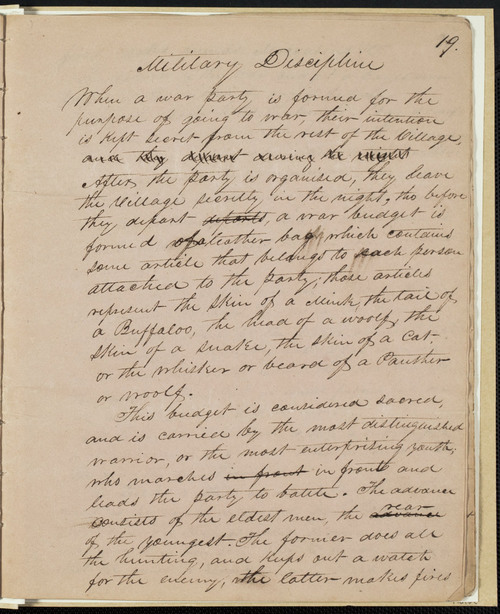 19.
Military Discipline
When a war party is formed for the
purpose of going to war, their intention
is kept secret from the rest of the Village,
and they depart during the night
After, the party is organised, they leave
the Village secretly in the night, tho before
they depart, a war budget is
formed of a leather bag which contains
some article that belongs to each person
attached to the party; those articles
represent the skin of a Mink, the tail of
a Buffaloo, the head of a woolf, the
skin of a snake, the skin of a Cat-
or the whisker or beard of a Panther
or woolf.
This budget is considered sacred,
and is carried by the most distinguished
warrior, or the most enterprising youth,
who marches in front in front and
leads the party to battle. The advance
consists of the eldest men, the advance rear
of the youngest. The former does all
the hunting, and keeps out a watch
for the enemy, the latter makes fires